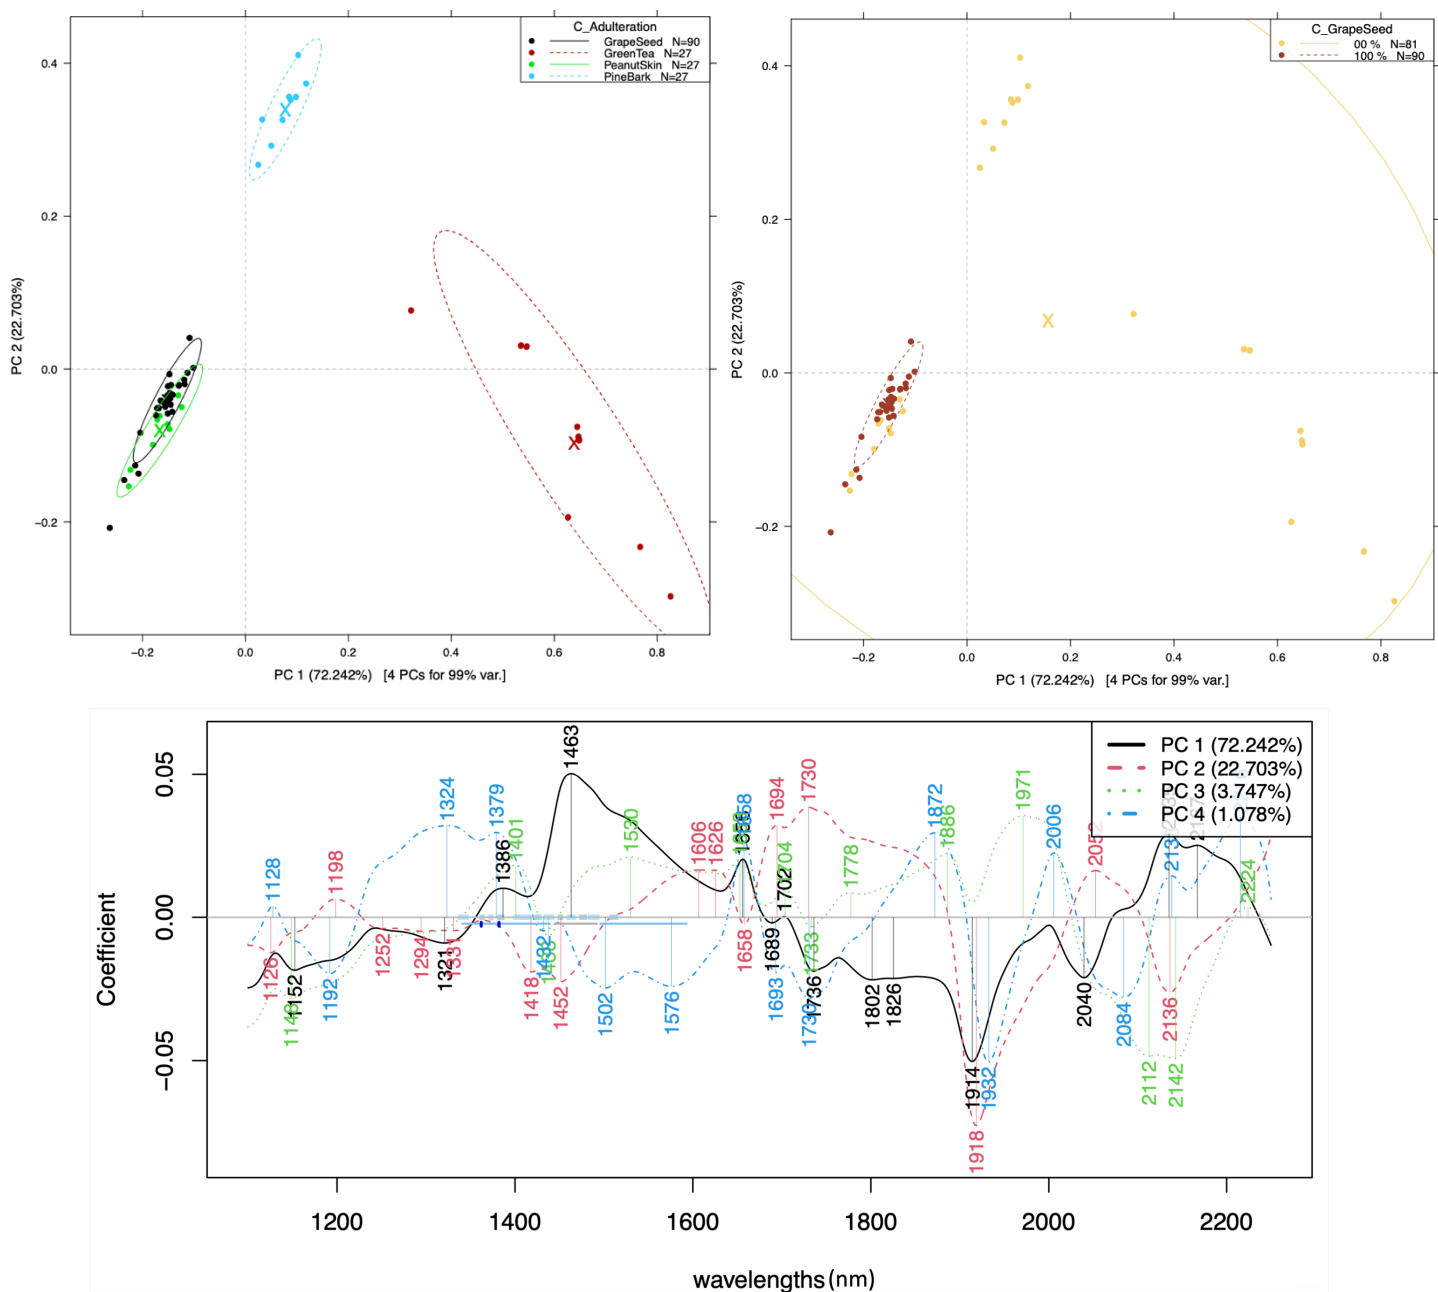 C_Adulteration
GrapeSeed N=90
GreenTea N=27
PeanutSkin N=27
PineBark N=27
0.4
0.2
0.0
−0.2
PC 2 (22.703%)
−0.2 0.0 0.2 0.4 0.6 0.8
PC 1 (72.242%) [4 PCs for 99% var.]
C_GrapeSeed
00 % N=81
100 % N=90
0.4
0.2
0.0
−0.2
PC 2 (22.703%)
−0.2 0.0 0.2 0.4 0.6 0.8
PC 1 (72.242%) [4 PCs for 99% var.]
PC 1 (72.242%)
PC 2 (22.703%)
PC 3 (3.747%)
PC 4 (1.078%)
0.05
0.00
−0.05
Coefficient
1463
1324 1379 1401 1386 1530 1606 1626 1694 1730 1704 1702 1778 1872 1886 1971 2006 2052 2224
1128 1198
1126 1152 1192 1252 1294 1321 1418 1452 1502 1576 1658 1689 1693 1733 1736 1802 1826 1914 1932 1918 2040 2084 2112 2136 2142
1200 1400 1600 1800 2000 2200
wavelengths(nm)